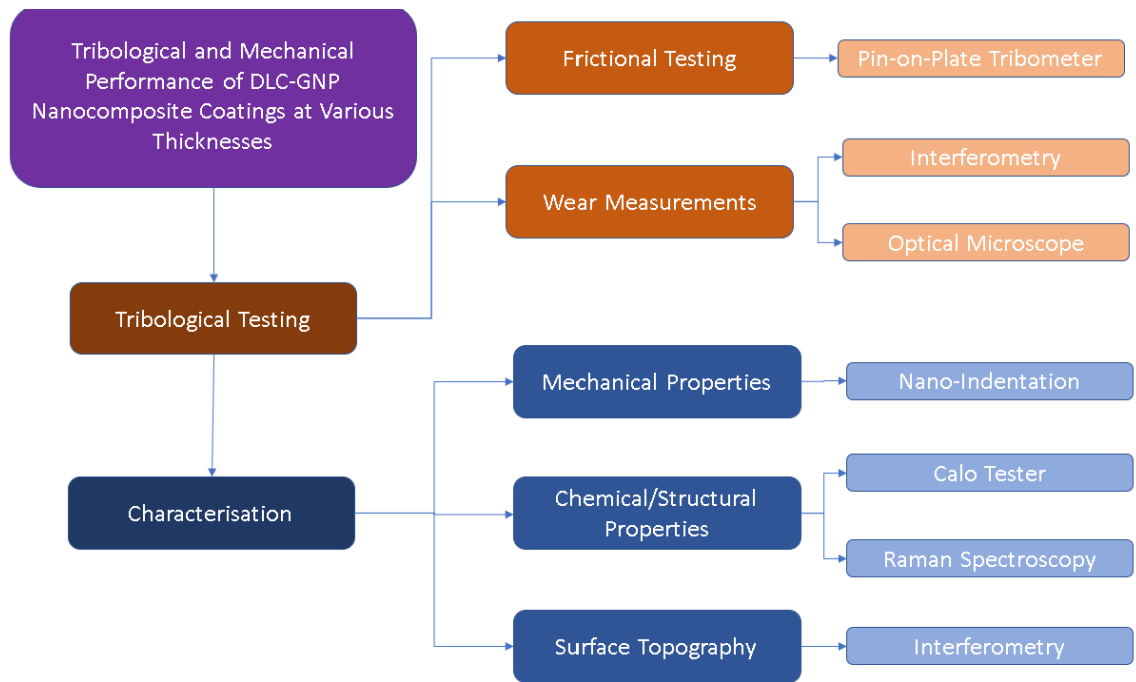 Tribological and Mechanical
Performance of DLC-GNP
Nanocomposite Coatings at Various
Thicknesses
Frictional Testing
Pin-on-Plate Tribometer
Wear Measurements
Interferometry
Optical Microscope
Tribological Testing
Mechanical Properties
Nano-Indentation
Characterisation
Chemical/Structural
Properties
Calo Tester
Raman Spectroscopy
Surface Topography
Interferometry